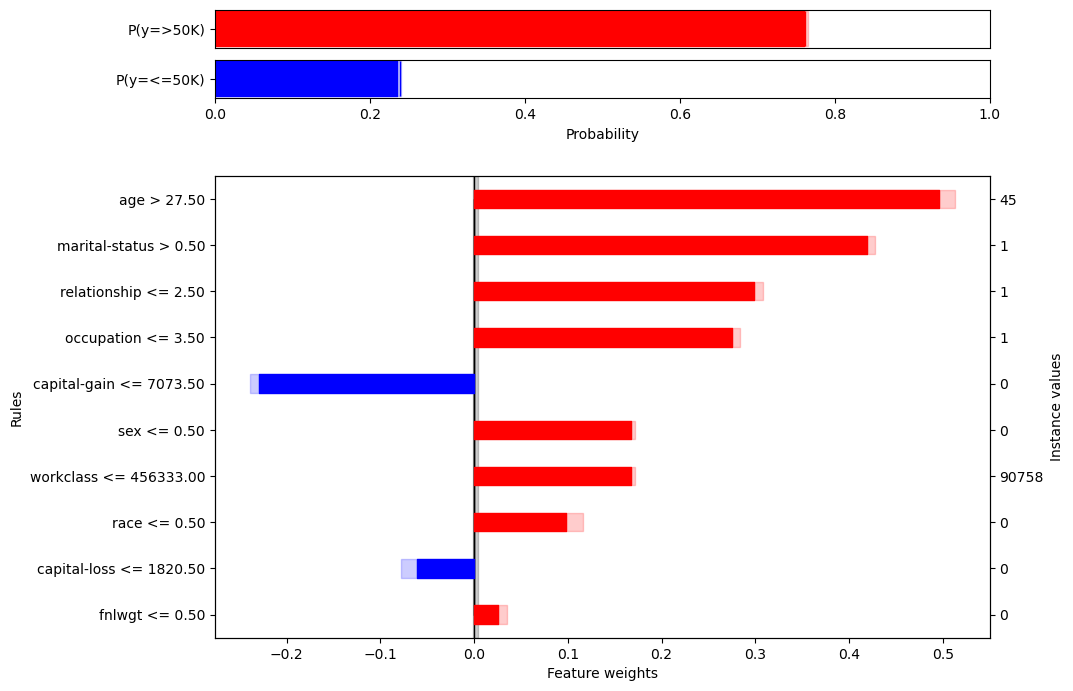 P(y=>50K)
P(y=<=50K)
0.0 0.2 0.4 0.6 0.8 1.0
Probability
Rules
Instance values
age > 27.50 45
marital-status > 0.50 1
relationship <= 2.50 1
occupation <= 3.50 1
capital-gain <= 7073.50 0
sex <= 0.50 0
workclass <= 456333.00 90758
race <= 0.50 0
capital-loss <= 1820.50 0
fnlwgt <= 0.50 0
−0.2 −0.1 0.0 0.1 0.2 0.3 0.4 0.5
Feature weights